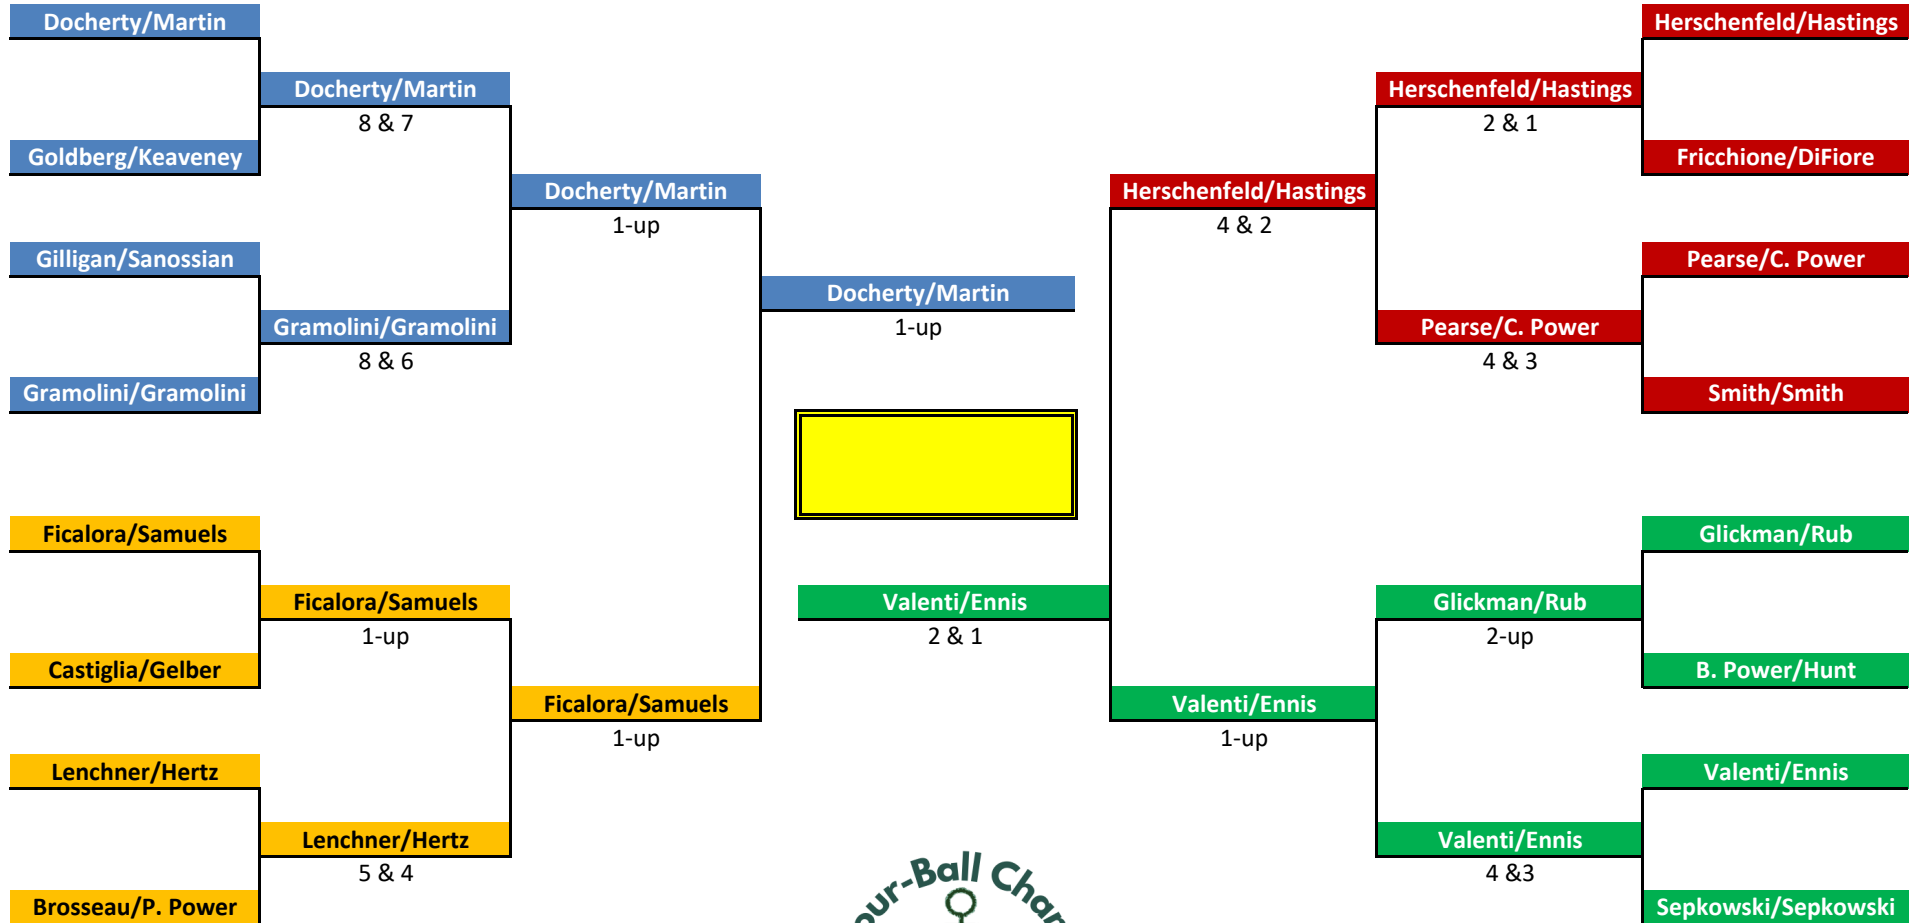 Docherty/Martin
Herschenfeld/Hastings
Docherty/Martin
Herschenfeld/Hastings
8 & 7
2 & 1
Goldberg/Keaveney
Fricchione/DiFiore
Docherty/Martin
Herschenfeld/Hastings
1-up
4 & 2
Gilligan/Sanossian
Pearse/C. Power
Docherty/Martin
1-up
Gramolini/Gramolini
Pearse/C. Power
8 & 6
4 & 3
Gramolini/Gramolini
Smith/Smith
Ficalora/Samuels
Glickman/Rub
Ficalora/Samuels
Valenti/Ennis
Glickman/Rub
1-up
2 & 1
2-up
Castiglia/Gelber
B. Power/Hunt
Ficalora/Samuels
Valenti/Ennis
1-up
1-up
Lenchner/Hertz
Valenti/Ennis
Lenchner/Hertz
Valenti/Ennis
5 & 4
4 &3
Brosseau/P. Power
Sepkowski/Sepkowski
-Ball